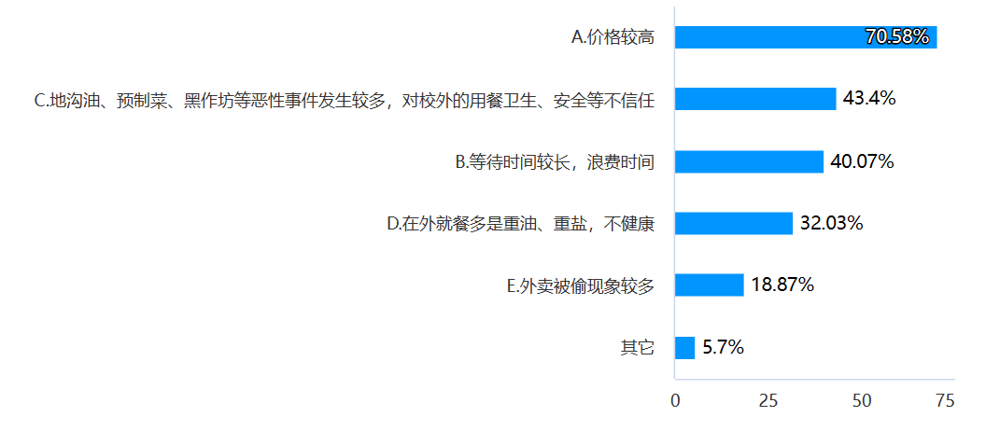 A.价格较高
70.58%
C.地沟油、预制菜、黑作坊等恶性事件发生较多，对校外的用餐卫生、安全等不信任
43.4%
B.等待时间较长，浪费时间
40.07%
D.在外就餐多是重油、重盐，不健康
32.03%
E.外卖被偷现象较多
18.87%
其它
5.7%
0 25 50 75